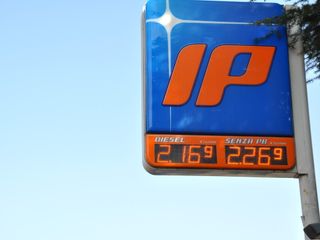 IP
DIESEL SENZA PB
2.169 2.269